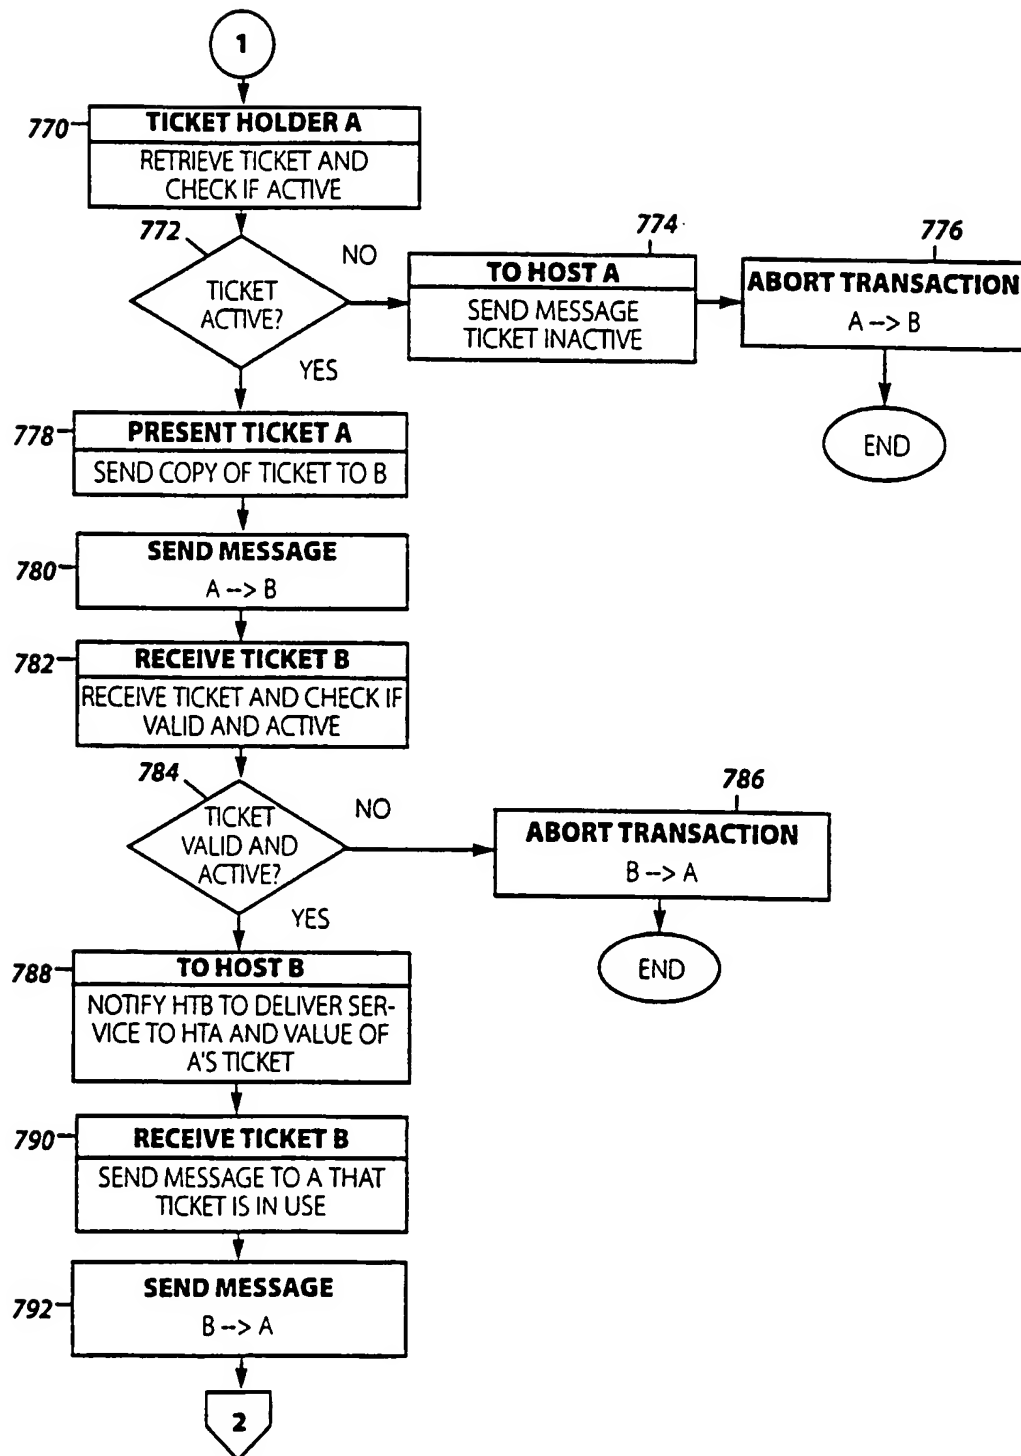 1
770
TICKET HOLDER A
RETRIEVE TICKET AND
CHECK IF ACTIVE
772
TICKET
ACTIVE?
NO
YES
774
TO HOST A
SEND MESSAGE
TICKET INACTIVE
776
ABORT TRANSACTION
A --> B
END
778
PRESENT TICKET A
SEND COPY OF TICKET TO B
780
SEND MESSAGE
A --> B
782
RECEIVE TICKET B
RECEIVE TICKET AND CHECK IF
VALID AND ACTIVE
784
TICKET
VALID AND
ACTIVE?
NO
YES
786
ABORT TRANSACTION
B --> A
END
788
TO HOST B
NOTIFY HTB TO DELIVER SER-
VICE TO HTA AND VALUE OF
A'S TICKET
790
RECEIVE TICKET B
SEND MESSAGE TO A THAT
TICKET IS IN USE
792
SEND MESSAGE
B --> A
2